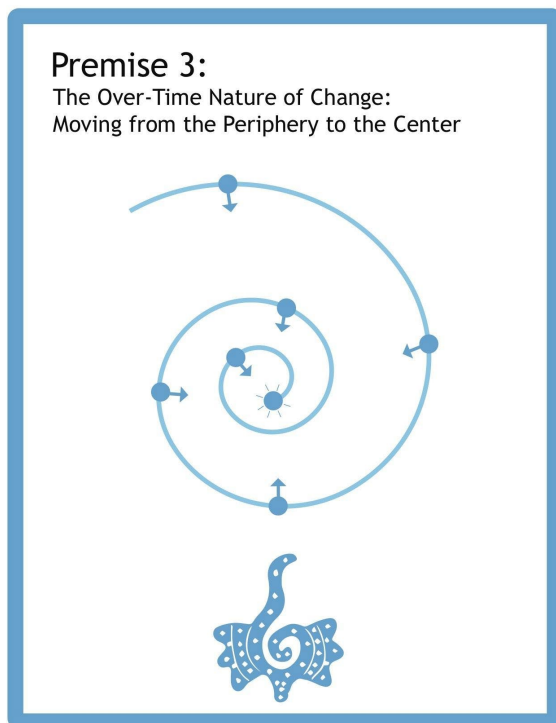 Premise 3:
The Over-Time Nature of Change:
Moving from the Periphery to the Center